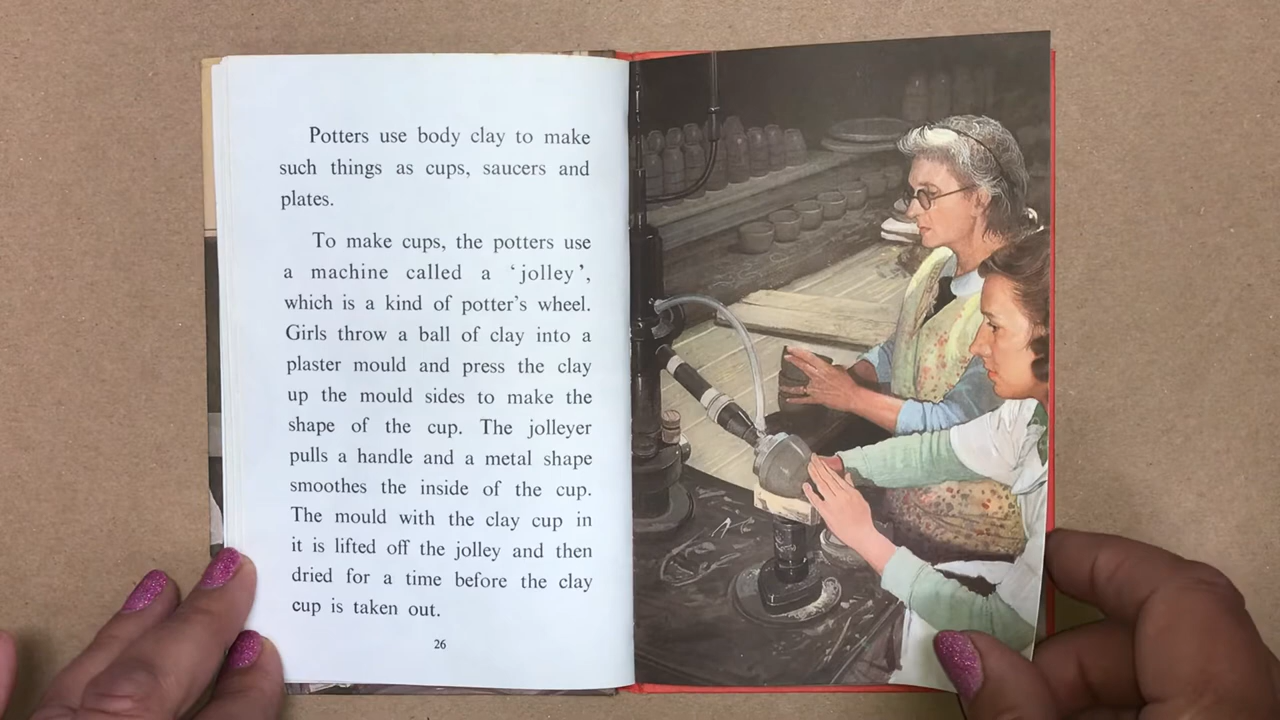 Potters use body clay to make
such things as cups, saucers and
plates.
To make cups, the potters use
a machine called a ‘jolley’,
which is a kind of potter’s wheel.
Girls throw a ball of clay into a
plaster mould and press the clay
up the mould sides to make the
shape of the cup. The jolleyer
pulls a handle and a metal shape
smoothes the inside of the cup.
The mould with the clay cup in
it is lifted off the jolley and then
dried for a time before the clay
cup is taken out.
26